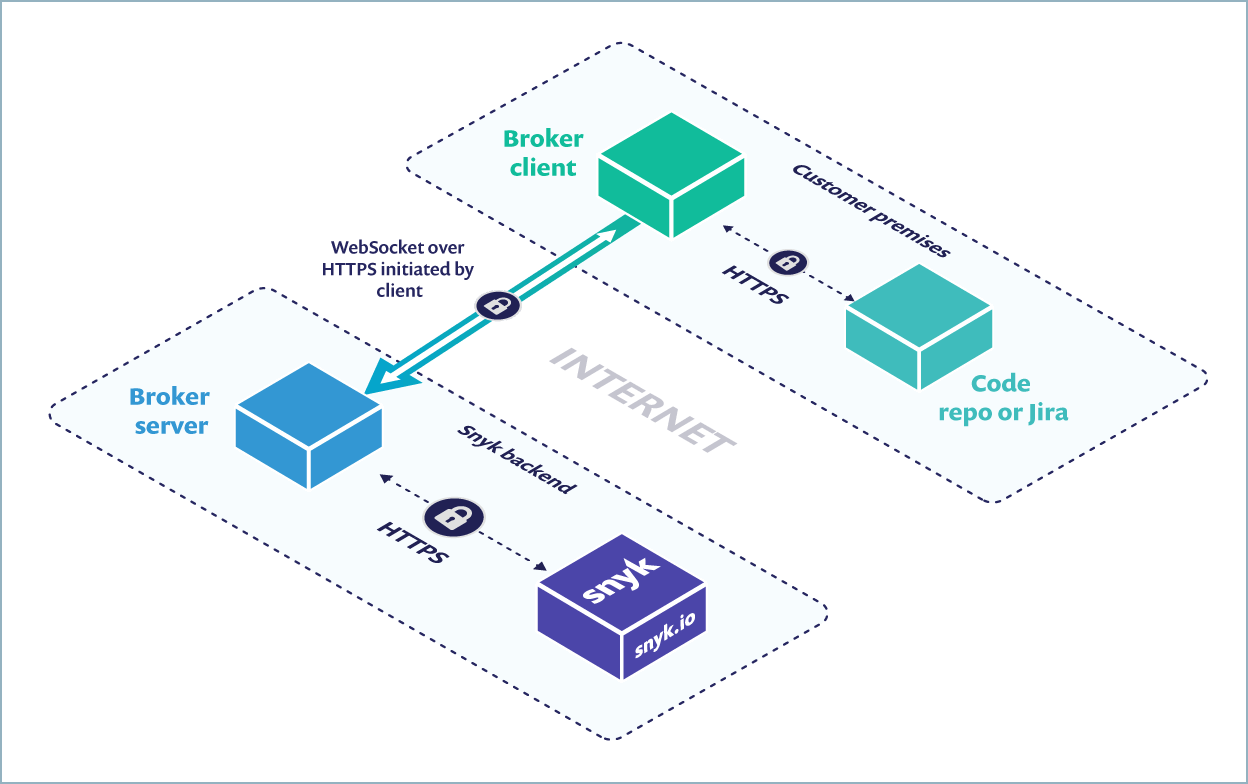 Broker
client
Customer premises
WebSocket over
HTTPS initiated by
client
HTTPS
INTERNET
Code
repo or Jira
Broker
server
Snyk backend
HTTPS
snyk
snyk.io